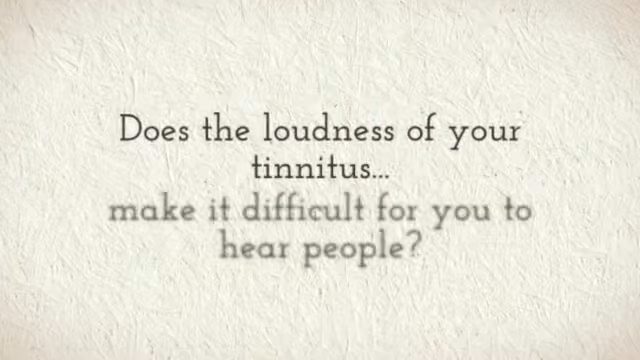 Does the loudness of your
tinnitus...
make it difficult for you to
hear people?